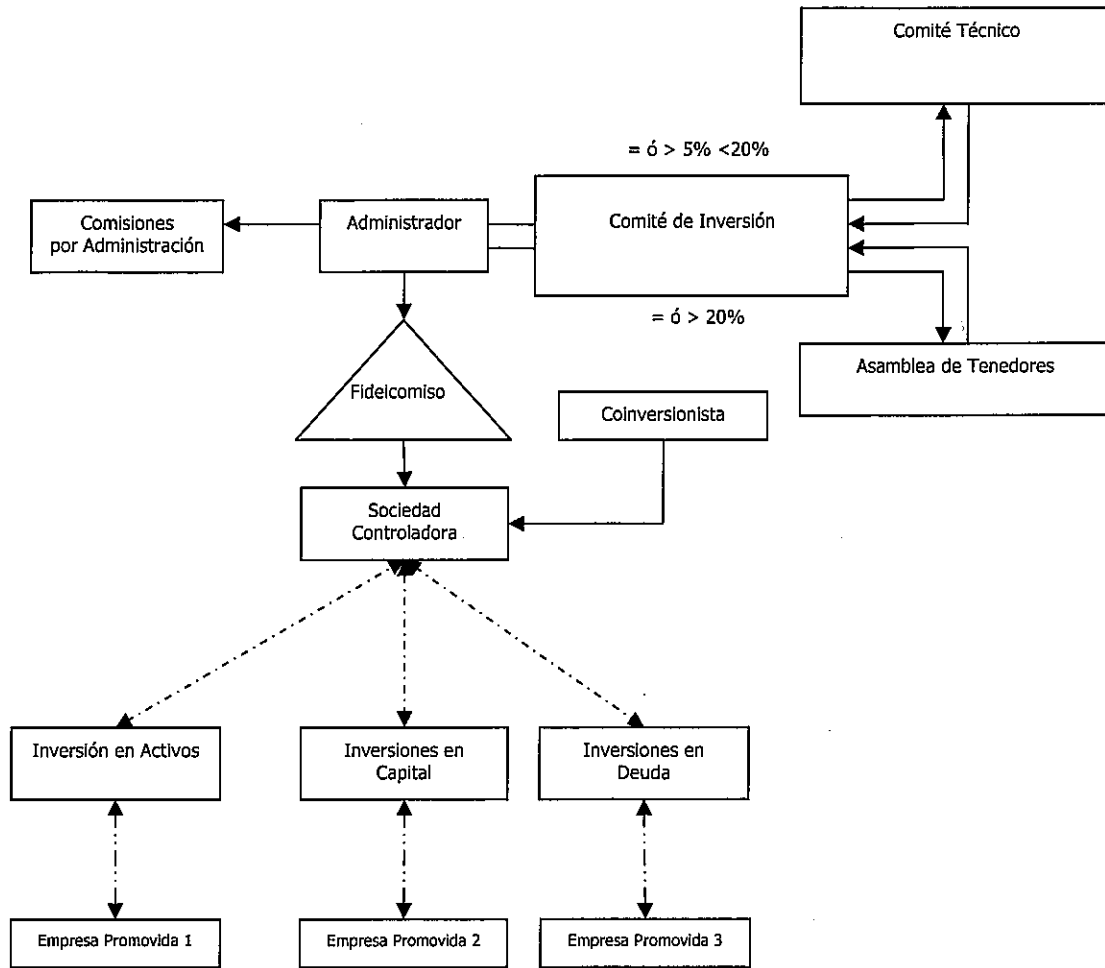 Comité Técnico
= ó > 5% <20%
Comisiones
por Administración
Administrador
Comité de Inversión
= ó > 20%
Asamblea de Tenedores
Fideicomiso
Coinversionista
Sociedad
Controladora
Inversión en Activos
Inversiones en
Capital
Inversiones en
Deuda
Empresa Promovida 1
Empresa Promovida 2
Empresa Promovida 3